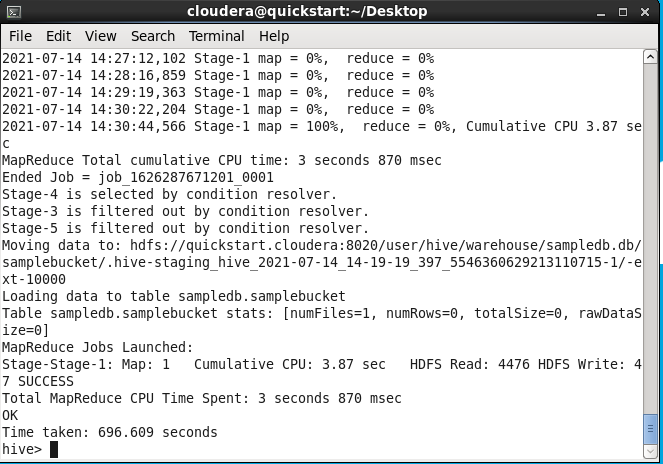 cloudera@quickstart:~/Desktop
File Edit View Search Terminal Help
2021-07-14 14:27:12,102 Stage-1 map = 0%,  reduce = 0%
2021-07-14 14:28:16,859 Stage-1 map = 0%,  reduce = 0%
2021-07-14 14:29:19,363 Stage-1 map = 0%,  reduce = 0%
2021-07-14 14:30:22,204 Stage-1 map = 0%,  reduce = 0%
2021-07-14 14:30:44,566 Stage-1 map = 100%,  reduce = 0%, Cumulative CPU 3.87 se
c
MapReduce Total cumulative CPU time: 3 seconds 870 msec
Ended Job = job_1626287671201_0001
Stage-4 is selected by condition resolver.
Stage-3 is filtered out by condition resolver.
Stage-5 is filtered out by condition resolver.
Moving data to: hdfs://quickstart.cloudera:8020/user/hive/warehouse/sampledb.db/
samplebucket/.hive-staging_hive_2021-07-14_14-19-19_397_5546360629213110715-1/-e
xt-10000
Loading data to table sampledb.samplebucket
Table sampledb.samplebucket stats: [numFiles=1, numRows=0, totalSize=0, rawDataS
ize=0]
MapReduce Jobs Launched:
Stage-Stage-1: Map: 1   Cumulative CPU: 3.87 sec   HDFS Read: 4476 HDFS Write: 4
7 SUCCESS
Total MapReduce CPU Time Spent: 3 seconds 870 msec
OK
Time taken: 696.609 seconds
hive>